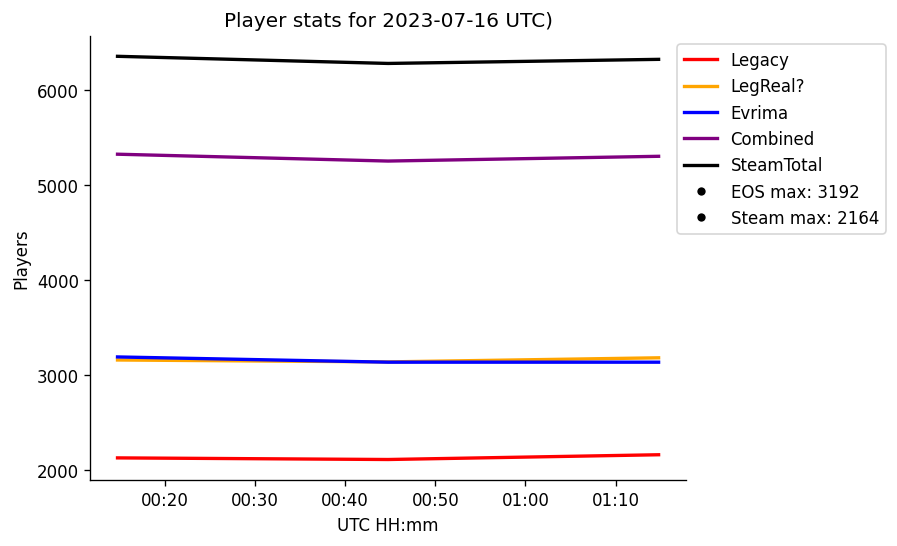 Player stats for 2023-07-16 UTC)
Legacy
LegReal?
Evrima
Combined
SteamTotal
EOS max: 3192
Steam max: 2164
Players
6000
5000
4000
3000
2000
00:20 00:30 00:40 00:50 01:00 01:10
UTC HH:mm